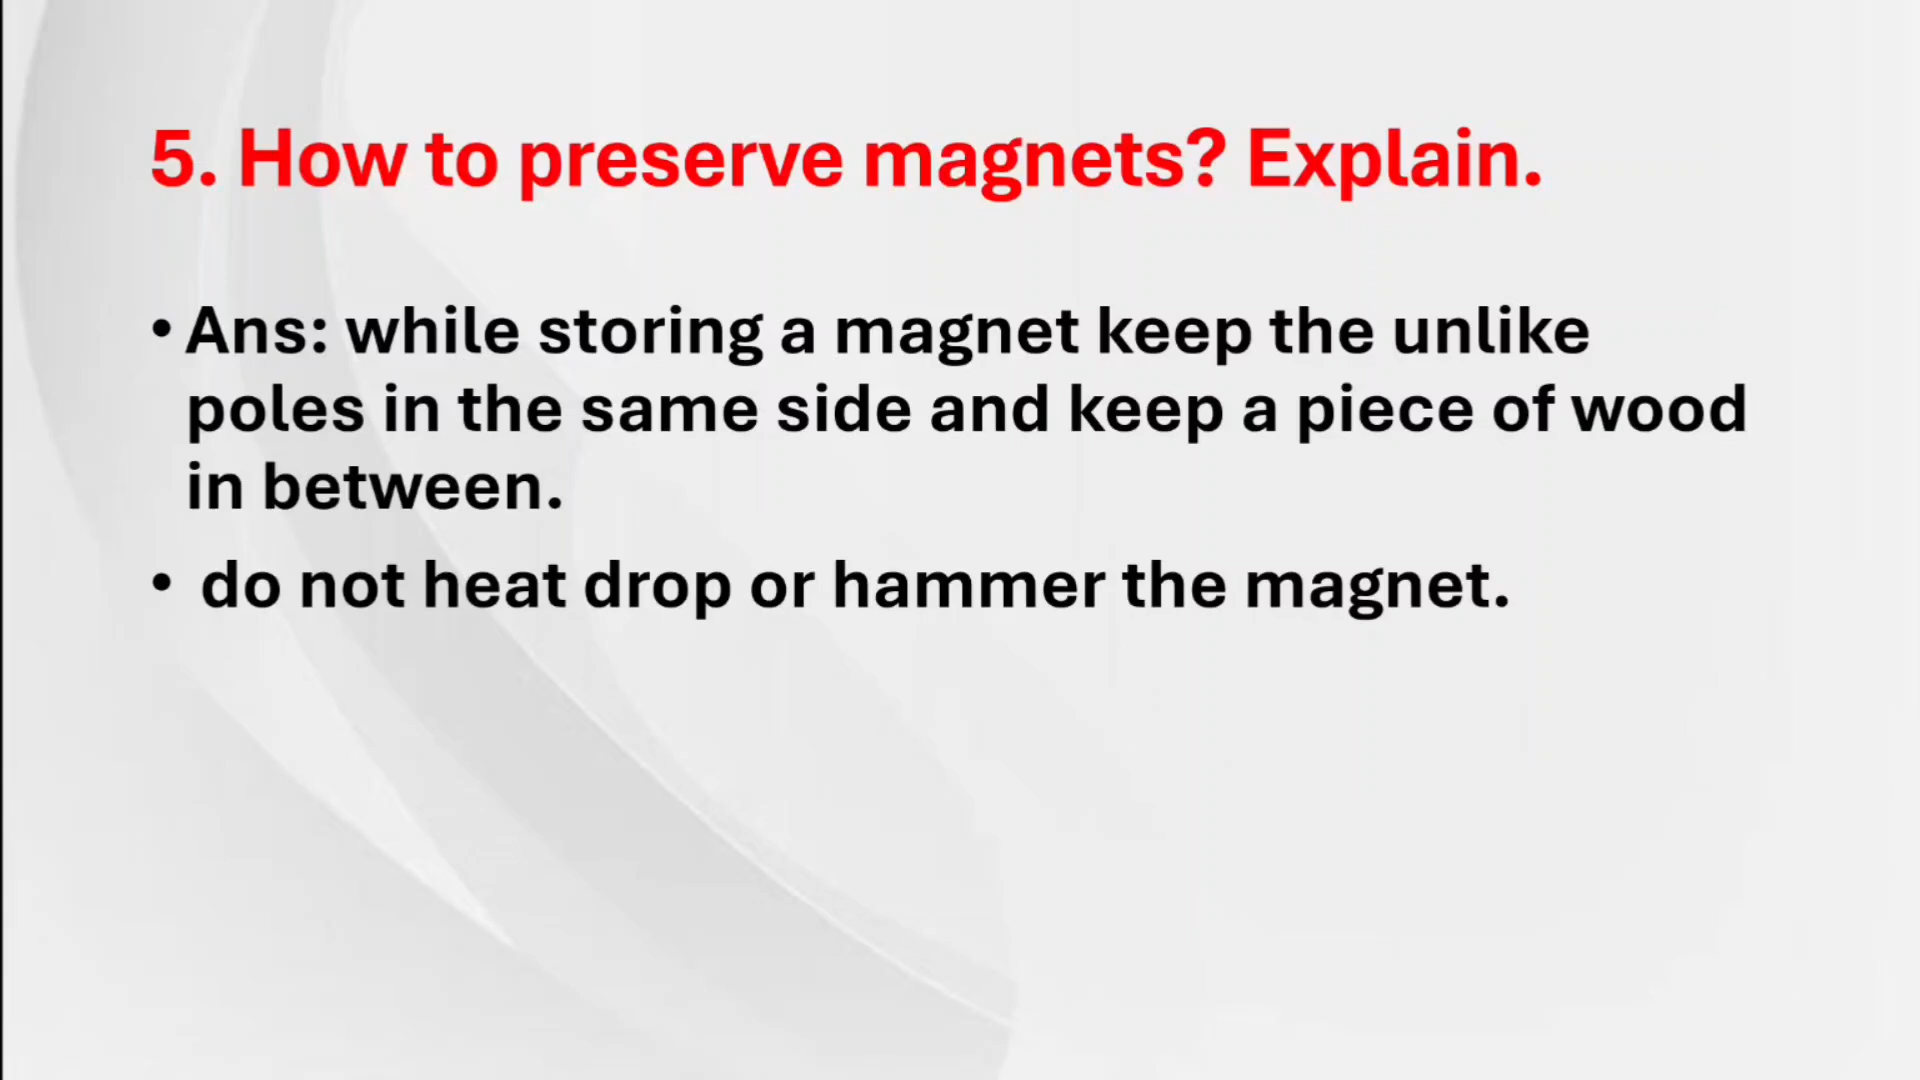 5. How to preserve magnets? Explain.
• Ans: while storing a magnet keep the unlike
poles in the same side and keep a piece of wood
in between.
• do not heat drop or hammer the magnet.